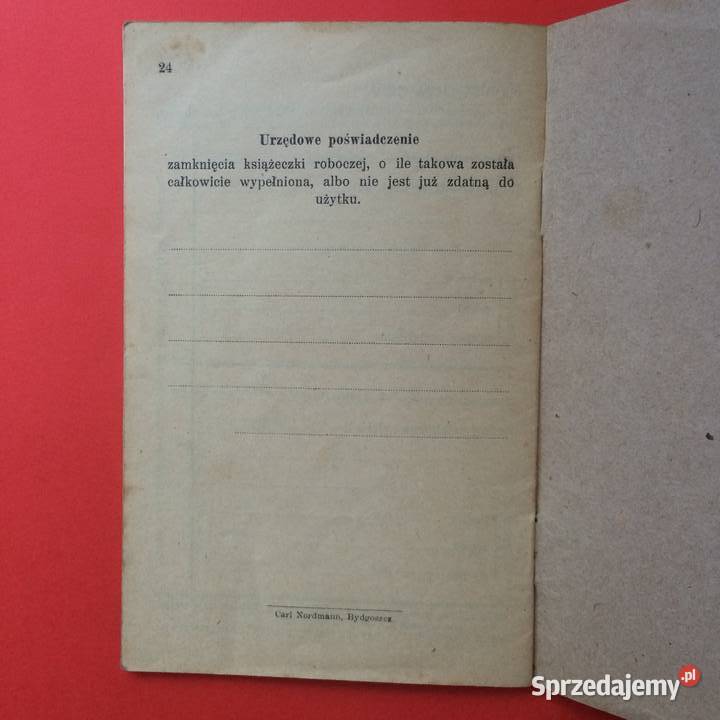 24
Urzędowe poświadczenie
zamknięcia książeczki roboczej, o ile takowa została
całkowicie wypełniona, albo nie jest już zdatną do
użytku.
Carl Nordmann, Bydgoszcz
Sprzedajemy.pl